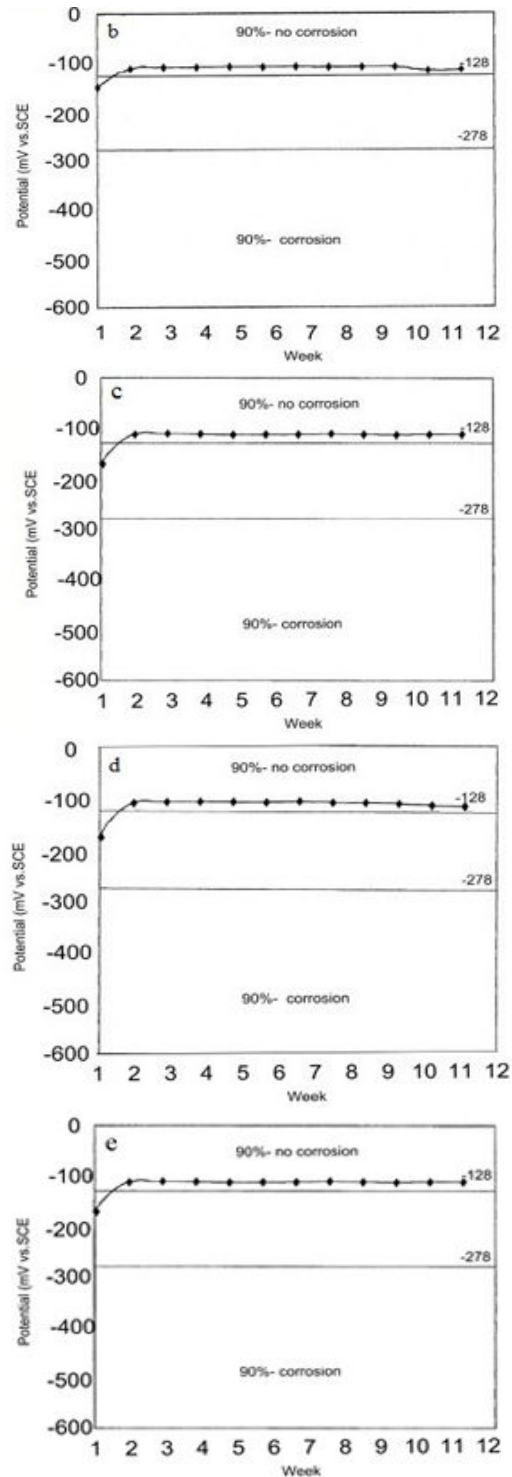 b
0
90%- no corrosion
-100
-128
-200
-278
-300
-400
90%- corrosion
-500
-600
Potential (mV vs.SCE
1 2 3 4 5 6 7 8 9 10 11 12
Week
c
0
90%- no corrosion
-100
-128
-200
-278
-300
-400
90%- corrosion
-500
-600
Potential (mV vs.SCE
1 2 3 4 5 6 7 8 9 10 11 12
Week
d
0
90%- no corrosion
-100
-128
-200
-278
-300
-400
90%- corrosion
-500
-600
Potential (mV vs.SCE
1 2 3 4 5 6 7 8 9 10 11 12
Week
e
0
90%- no corrosion
-100
-128
-200
-278
-300
-400
90%- corrosion
-500
-600
Potential (mV vs.SCE
1 2 3 4 5 6 7 8 9 10 11 12
Week